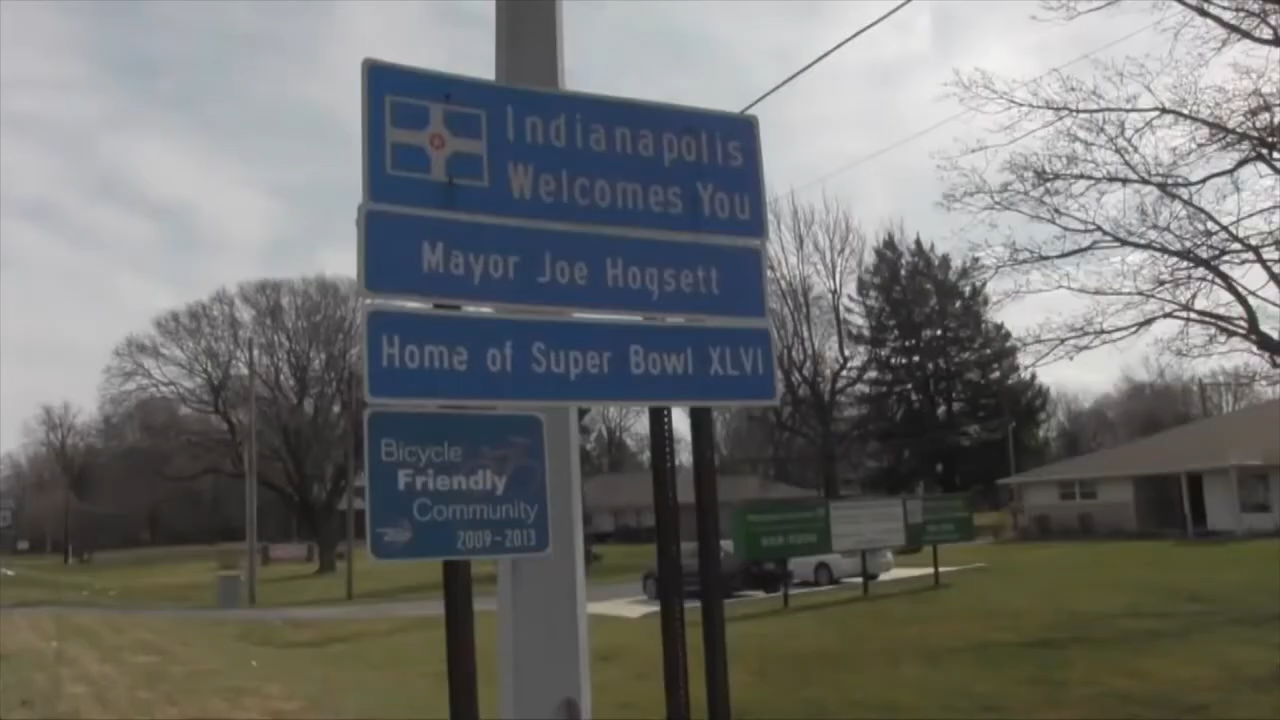 Indianapolis
Welcomes You
Mayor Joe Hogsett
Home of Super Bowl XLVI
Bicycle
Friendly
Community
2009-2013